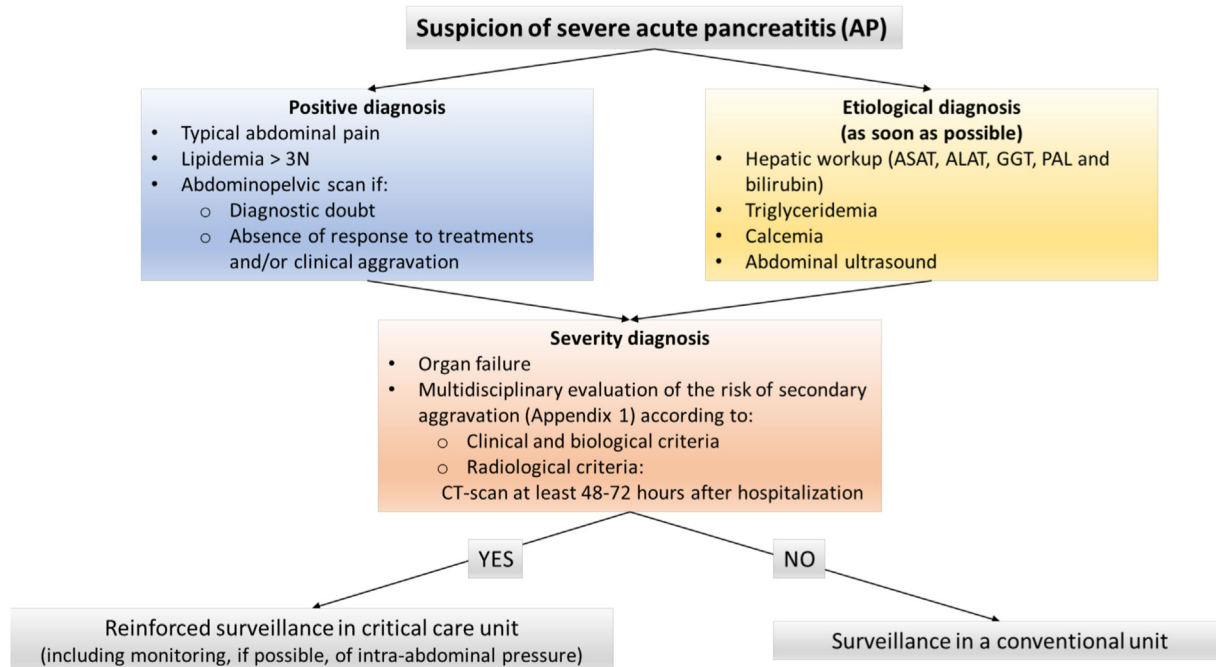 Suspicion of severe acute pancreatitis (AP)
Positive diagnosis
• Typical abdominal pain
• Lipidemia > 3N
• Abdominopelvic scan if:
o Diagnostic doubt
o Absence of response to treatments
and/or clinical aggravation
Etiological diagnosis
(as soon as possible)
• Hepatic workup (ASAT, ALAT, GGT, PAL and
bilirubin)
• Triglyceridemia
• Calcemia
• Abdominal ultrasound
Severity diagnosis
• Organ failure
• Multidisciplinary evaluation of the risk of secondary
aggravation (Appendix 1) according to:
o Clinical and biological criteria
o Radiological criteria:
CT-scan at least 48-72 hours after hospitalization
YES
NO
Reinforced surveillance in critical care unit
(including monitoring, if possible, of intra-abdominal pressure)
Surveillance in a conventional unit